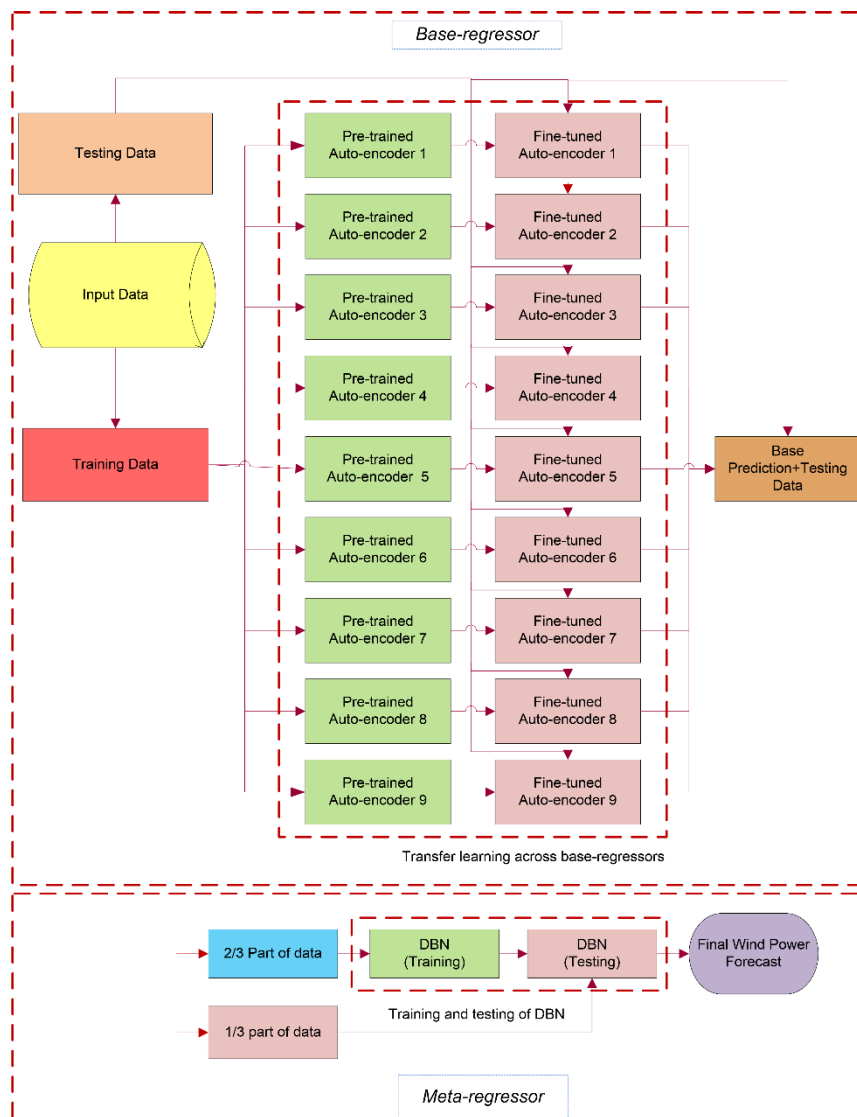 Base-regressor
Testing Data
Input Data
Training Data
Pre-trained
Auto-encoder 1
Fine-tuned
Auto-encoder 1
Pre-trained
Auto-encoder 2
Fine-tuned
Auto-encoder 2
Pre-trained
Auto-encoder 3
Fine-tuned
Auto-encoder 3
Pre-trained
Auto-encoder 4
Fine-tuned
Auto-encoder 4
Pre-trained
Auto-encoder 5
Fine-tuned
Auto-encoder 5
Pre-trained
Auto-encoder 6
Fine-tuned
Auto-encoder 6
Pre-trained
Auto-encoder 7
Fine-tuned
Auto-encoder 7
Pre-trained
Auto-encoder 8
Fine-tuned
Auto-encoder 8
Pre-trained
Auto-encoder 9
Fine-tuned
Auto-encoder 9
Base
Prediction+Testing
Data
Transfer learning across base-regressors
2/3 Part of data
DBN
(Training)
DBN
(Testing)
Final Wind Power
Forecast
1/3 part of data
Training and testing of DBN
Meta-regressor